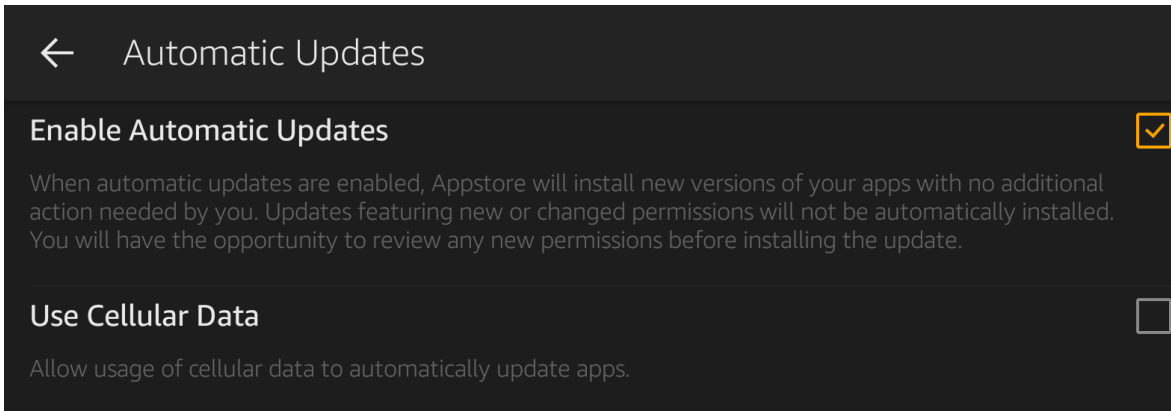 Automatic Updates
Enable Automatic Updates
When automatic updates are enabled, Appstore will install new versions of your apps with no additional
action needed by you. Updates featuring new or changed permissions will not be automatically installed.
You will have the opportunity to review any new permissions before installing the update.
Use Cellular Data
Allow usage of cellular data to automatically update apps.